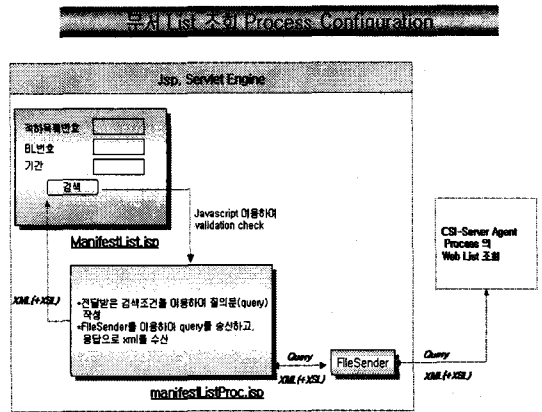 문서 List 조회 Process Configuration
Jsp, Servlet Engine
적하목록번호
BL번호
기간
검색
ManifestList.jsp
Javascript 이용하여
validation check
CSI-Server Agent
Process 의
Web List 조회
XML(+XSL)
•전달받은 검색조건을 이용하여 질의문(query)
작성
•FileSender를 이용하여 query를 송신하고,
응답으로 xml를 수신
manifestListProc.jsp
Query
XML(+XSL)
FileSender
Query
XML(+XSL)